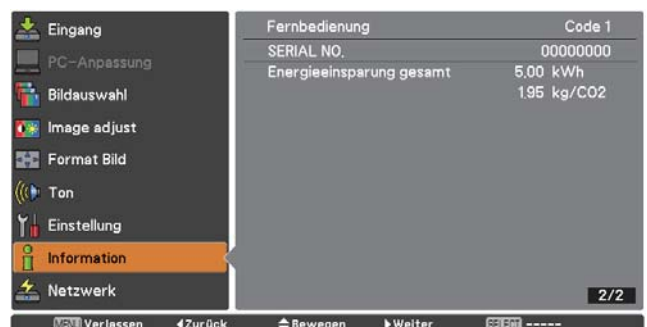 Eingang
PC-Anpassung
Bildauswahl
Image adjust
Format Bild
Ton
Einstellung
Information
Netzwerk
Fernbedienung Code 1
SERIAL NO. 00000000
Energieeinsparung gesamt 5,00 kWh
1,95 kg/CO2
2/2
MENU Verlassen Zurück Bewegen Weiter SELECT -----